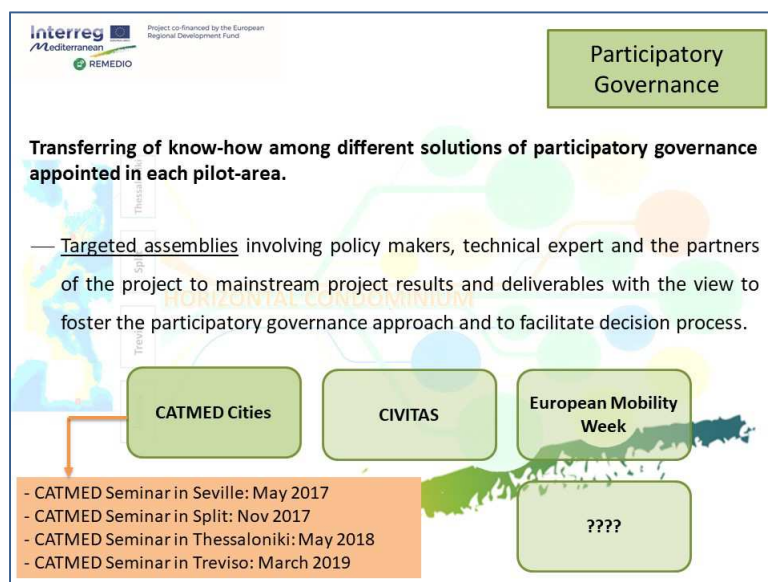 Interreg
Mediterranean
REMEDIO
Project co-financed by the European
Regional Development Fund
Participatory
Governance
Transferring of know-how among different solutions of participatory governance
appointed in each pilot-area.
Thessaloniki
— Targeted assemblies involving policy makers, technical expert and the partners
Split
of the project to mainstream project results and deliverables with the view to
HORIZONTAL CONDOMINIUM
foster the participatory governance approach and to facilitate decision process.
Treviso
CATMED Cities
CIVITAS
European Mobility
Week
- CATMED Seminar in Seville: May 2017
- CATMED Seminar in Split: Nov 2017
- CATMED Seminar in Thessaloniki: May 2018
- CATMED Seminar in Treviso: March 2019
????